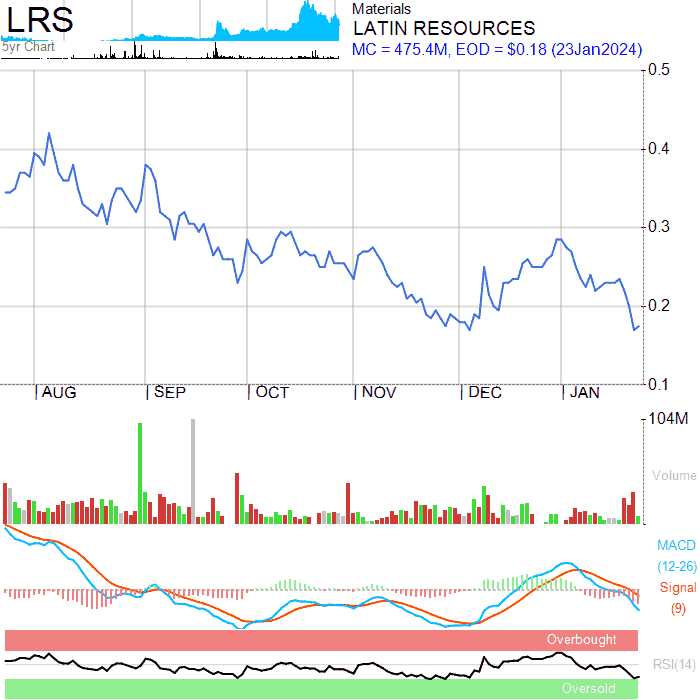 LRS
5yr Chart
Materials
LATIN RESOURCES
MC = 475.4M, EOD = $0.18 (23Jan2024)
0.5
0.4
0.3
0.2
0.1
AUG SEP OCT NOV DEC JAN
104M
Volume
MACD
(12-26)
Signal
(9)
Overbought
RSI(14)
Oversold